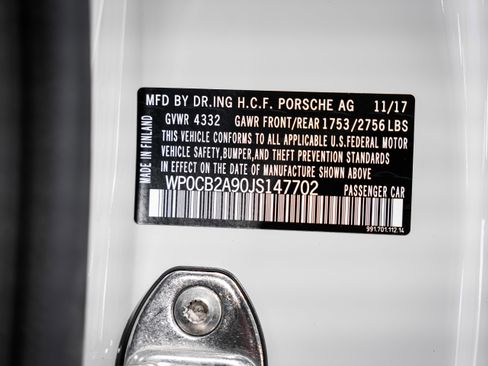 MFD BY DR.ING H.C.F. PORSCHE AG 11/17
GVWR 4332 GAWR FRONT/REAR 1753/2756 LBS
THIS VEHICLE CONFORMS TO ALL APPLICABLE U.S.FEDERAL MOTOR
VEHICLE SAFETY,BUMPER,AND THEFT PREVENTION STANDARDS
IN EFFECT ON THE DATE OF MANUFACTURE SHOWN ABOVE
WP0CB2A90JS147702 PASSENGER CAR
991.701.112.14
MADE IN FINLAND